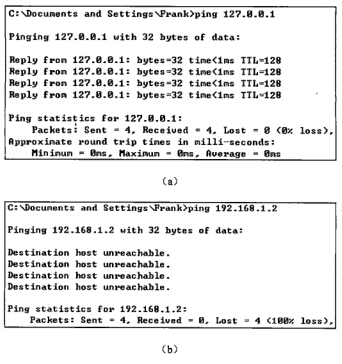 C:\Documents and Settings\Frank>ping 127.0.0.1
Pinging 127.0.0.1 with 32 bytes of data:
Reply from 127.0.0.1: bytes=32 time<1ms TTL=128
Reply from 127.0.0.1: bytes=32 time<1ms TTL=128
Reply from 127.0.0.1: bytes=32 time<1ms TTL=128
Reply from 127.0.0.1: bytes=32 time<1ms TTL=128
Ping statistics for 127.0.0.1:
Packets: Sent = 4, Received = 4, Lost = 0 (0% loss),
Approximate round trip times in milli-seconds:
Minimum = 0ms, Maximum = 0ms, Average = 0ms
(a)
C:\Documents and Settings\Frank>ping 192.168.1.2
Pinging 192.168.1.2 with 32 bytes of data:
Destination host unreachable.
Destination host unreachable.
Destination host unreachable.
Destination host unreachable.
Ping statistics for 192.168.1.2:
Packets: Sent = 4, Received = 0, Lost = 4 (100% loss),
(b)